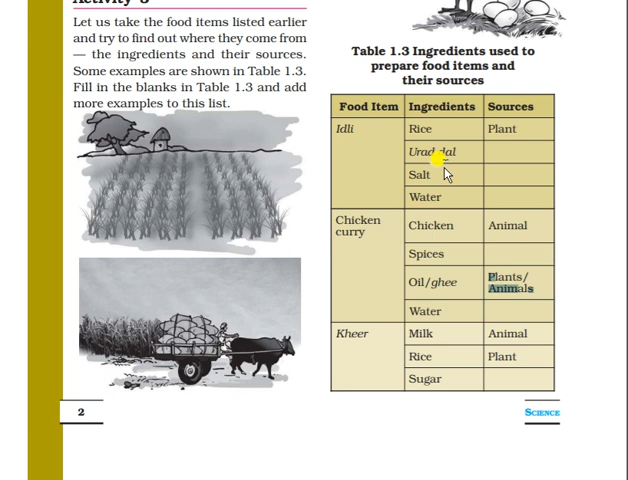 Activity 3
Let us take the food items listed earlier
and try to find out where they come from
— the ingredients and their sources.
Some examples are shown in Table 1.3.
Fill in the blanks in Table 1.3 and add
more examples to this list.
Table 1.3 Ingredients used to
prepare food items and
their sources
Food Item Ingredients Sources
Idli Rice Plant
Urad dal
Salt
Water
Chicken
curry Chicken Animal
Spices
Oil/ghee Plants/
Animals
Water
Kheer Milk Animal
Rice Plant
Sugar
2
SCIENCE